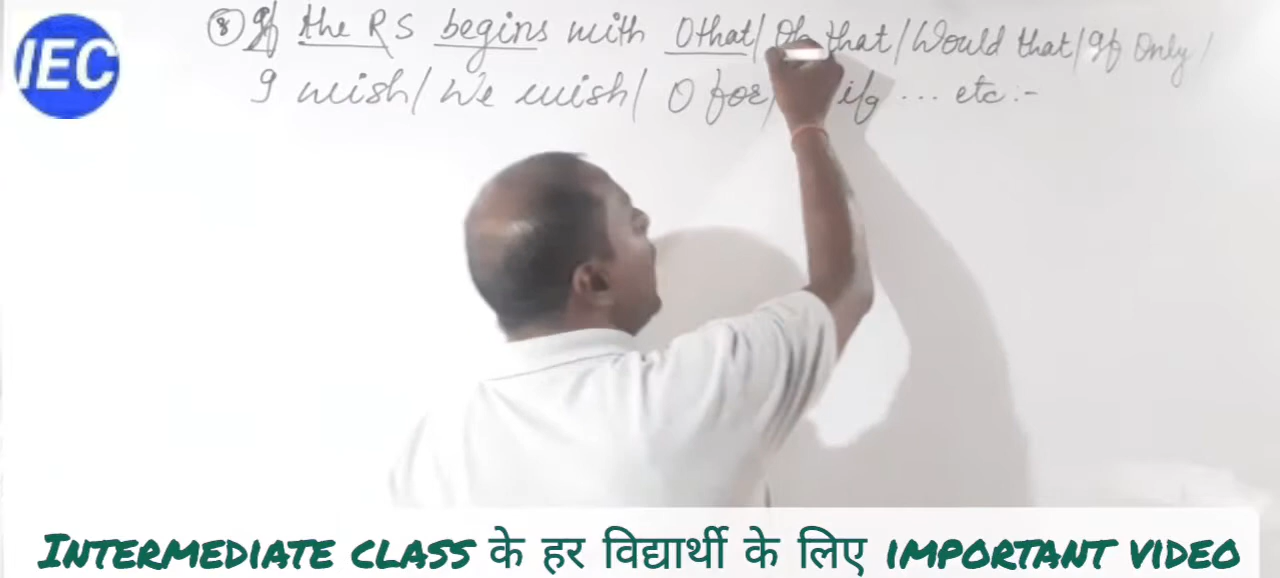 IEC
⑧ If the RS begins with O that / Oh that / Would that / If Only /
I wish / We wish / O for / if ... etc :-
INTERMEDIATE CLASS के हर विद्यार्थी के लिए IMPORTANT VIDEO